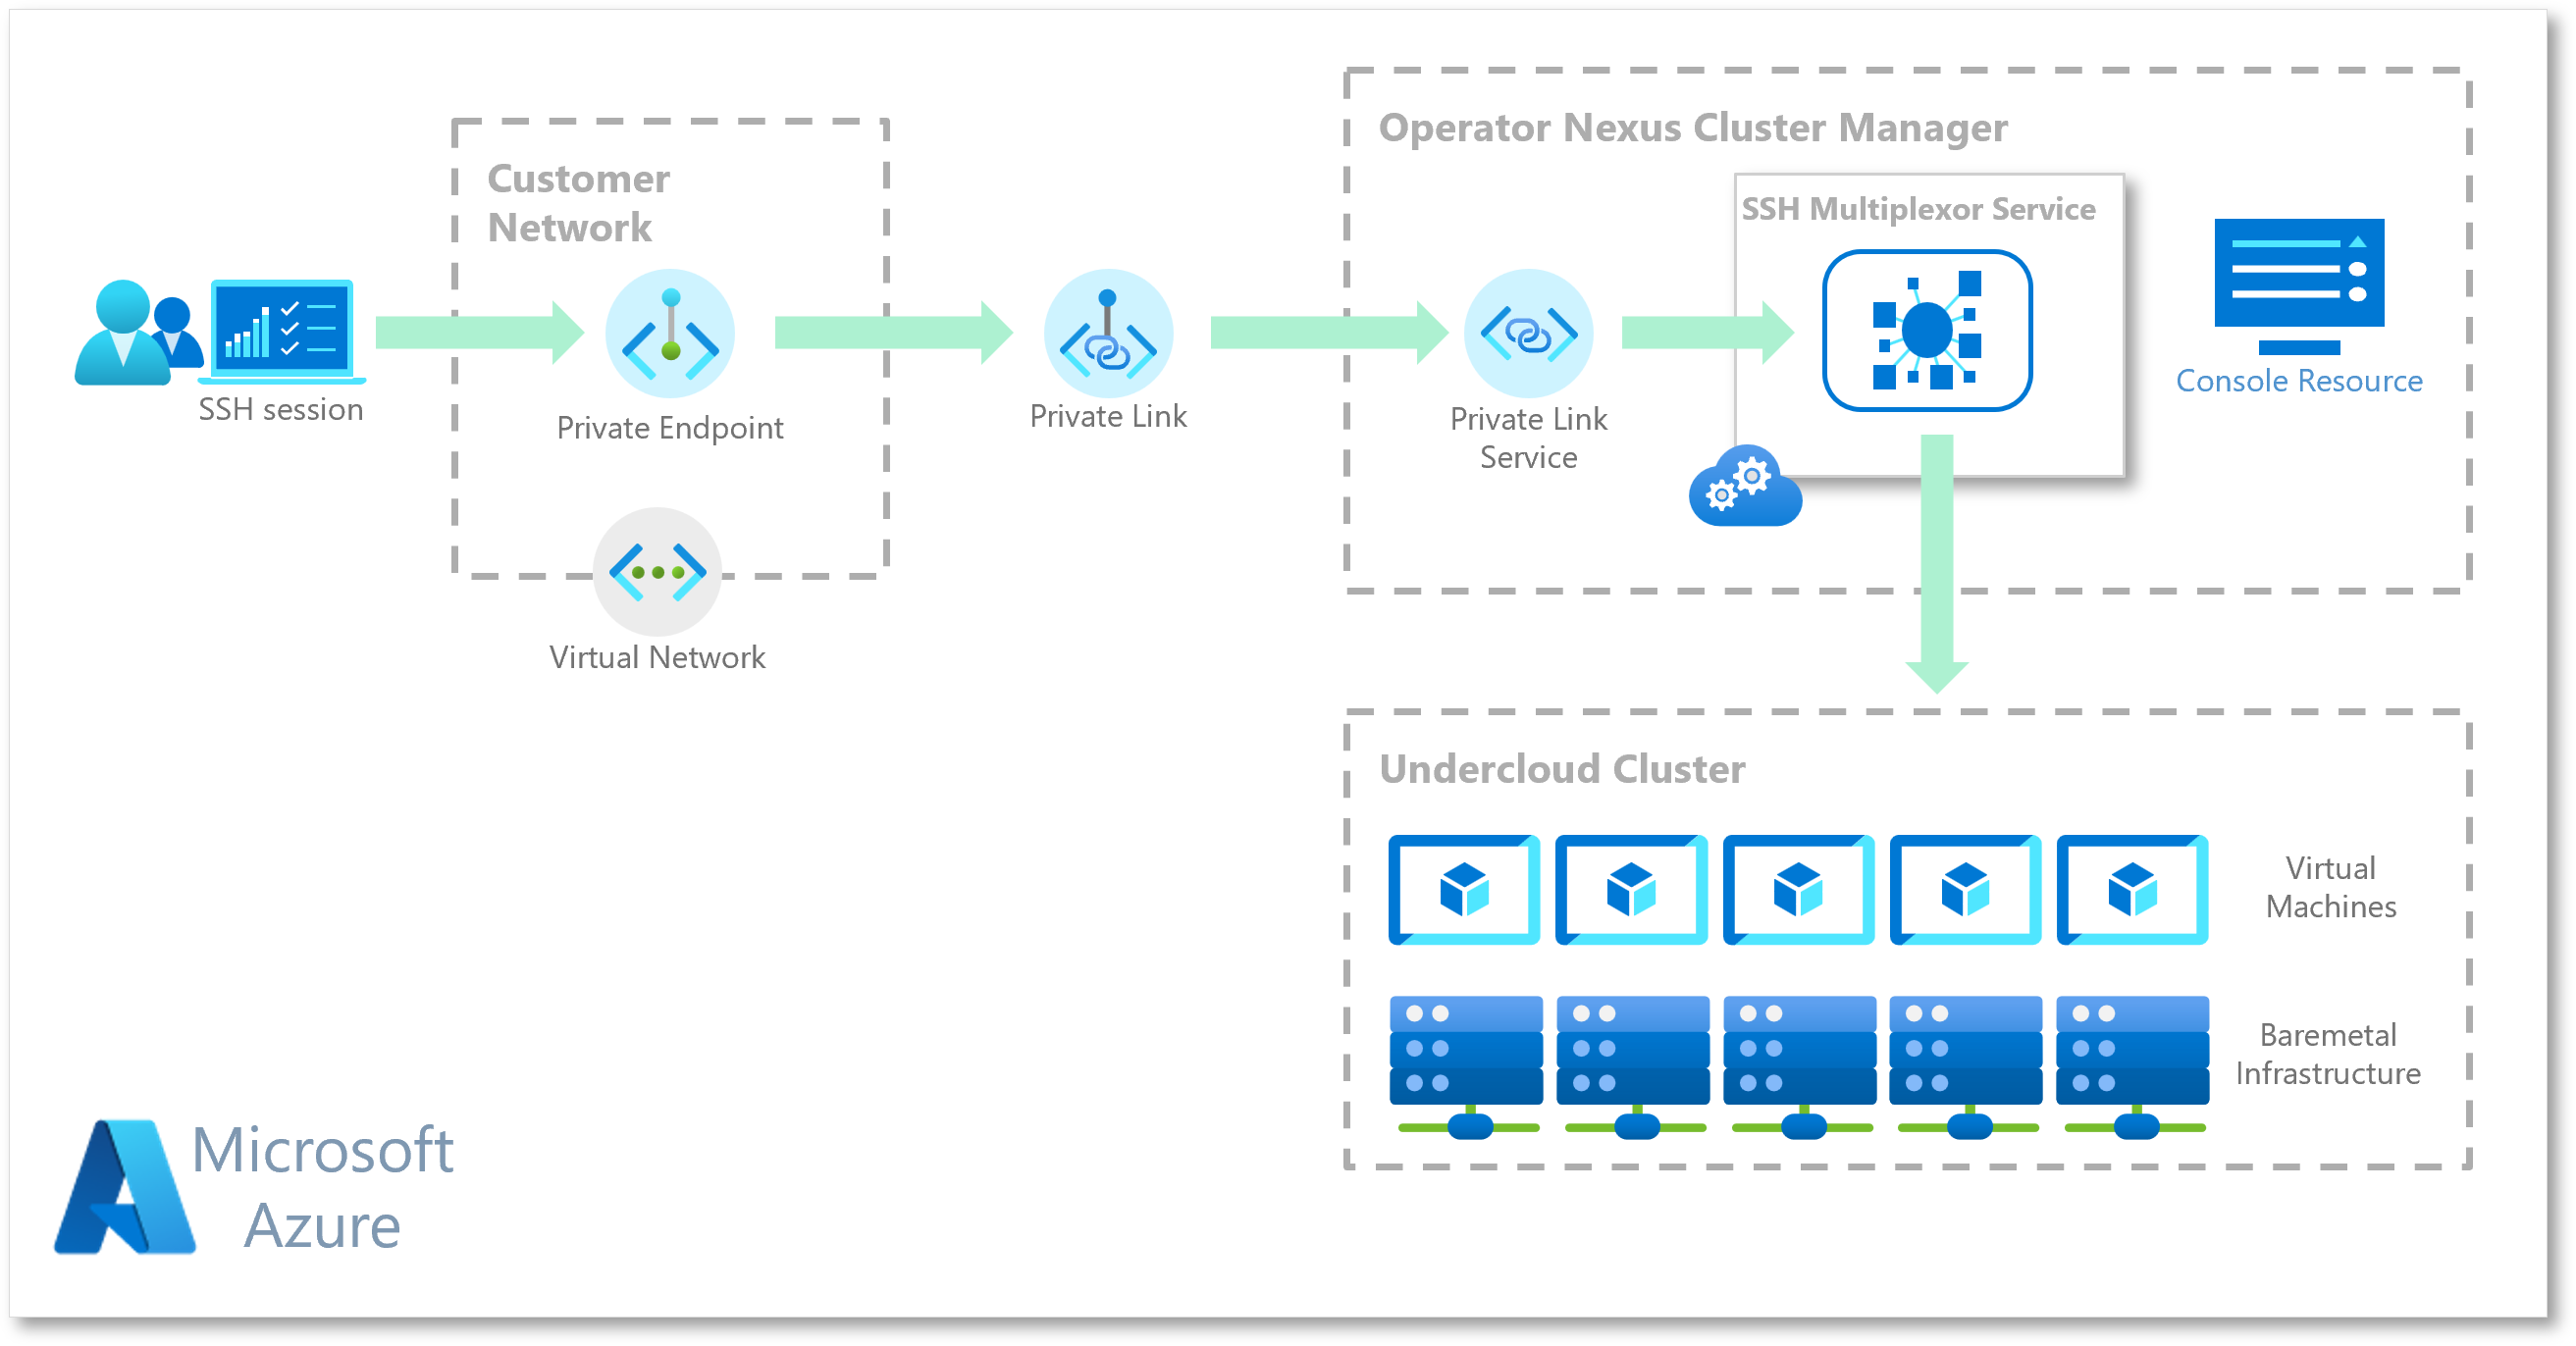 Operator Nexus Cluster Manager
Customer
Network
SSH Multiplexor Service
SSH session
Private Endpoint
Private Link
Private Link
Service
Console Resource
Virtual Network
Undercloud Cluster
Virtual
Machines
Baremetal
Infrastructure
Microsoft
Azure